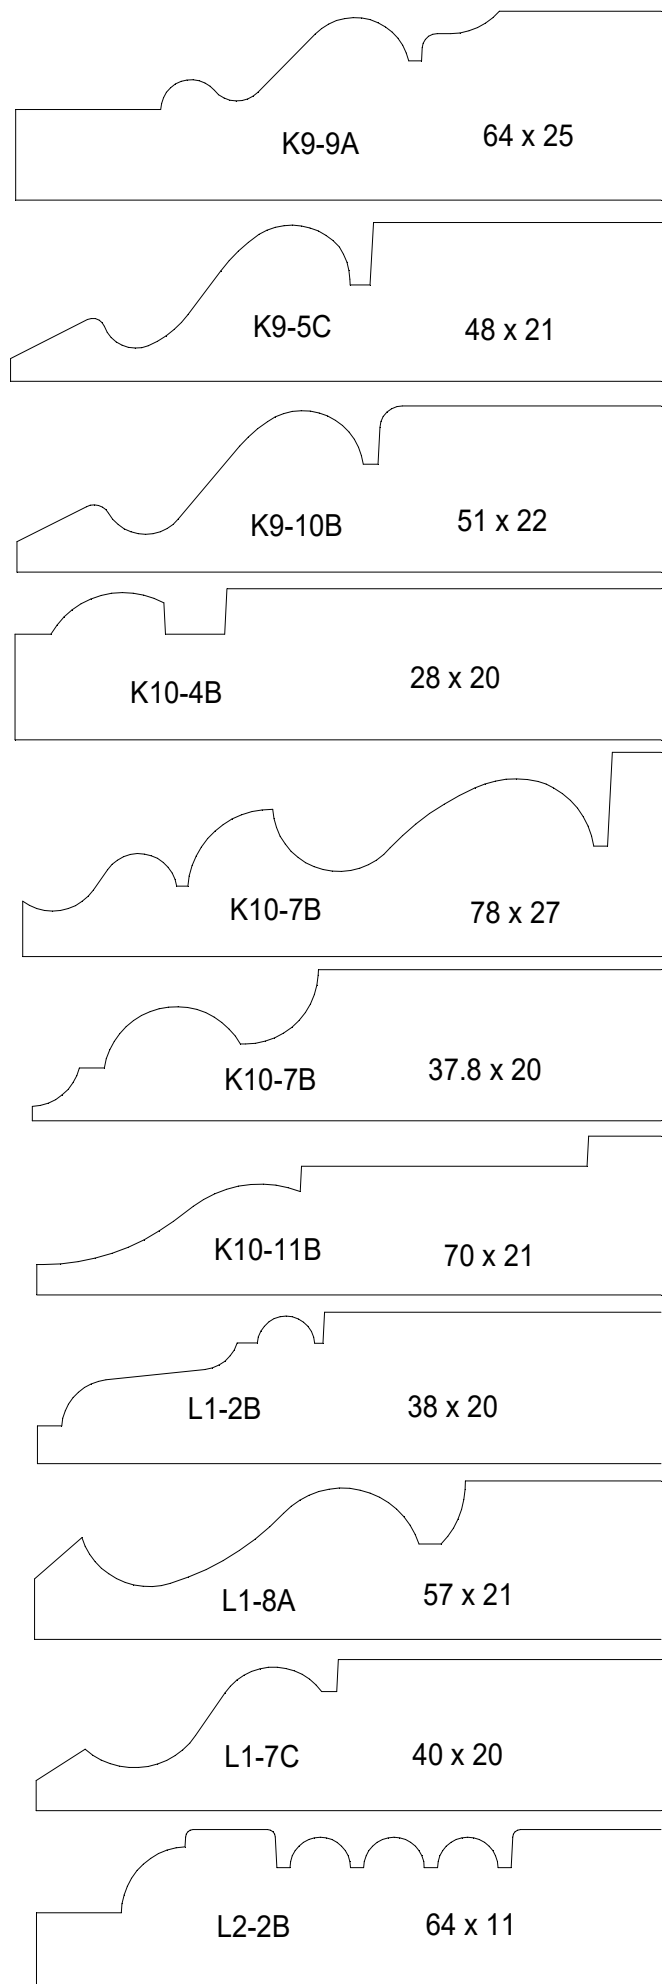 K9-9A 64 x 25
K9-5C 48 x 21
K9-10B 51 x 22
K10-4B 28 x 20
K10-7B 78 x 27
K10-7B 37.8 x 20
K10-11B 70 x 21
L1-2B 38 x 20
L1-8A 57 x 21
L1-7C 40 x 20
L2-2B 64 x 11